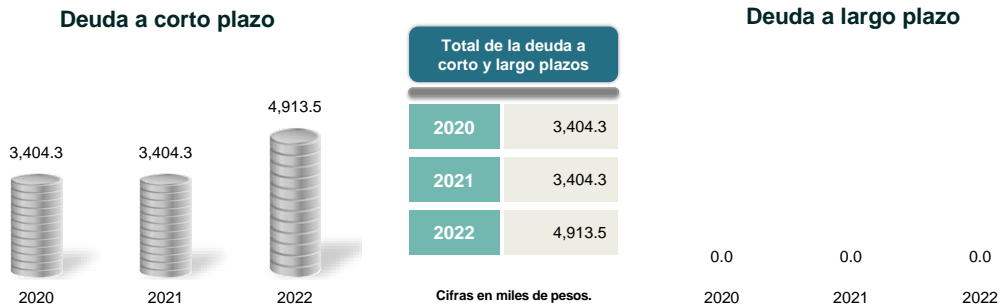 Deuda a corto plazo
4,913.5
3,404.3 3,404.3
2020 2021 2022
Total de la deuda a
corto y largo plazos
2020 3,404.3
2021 3,404.3
2022 4,913.5
Cifras en miles de pesos.
Deuda a largo plazo
0.0 0.0 0.0
2020 2021 2022